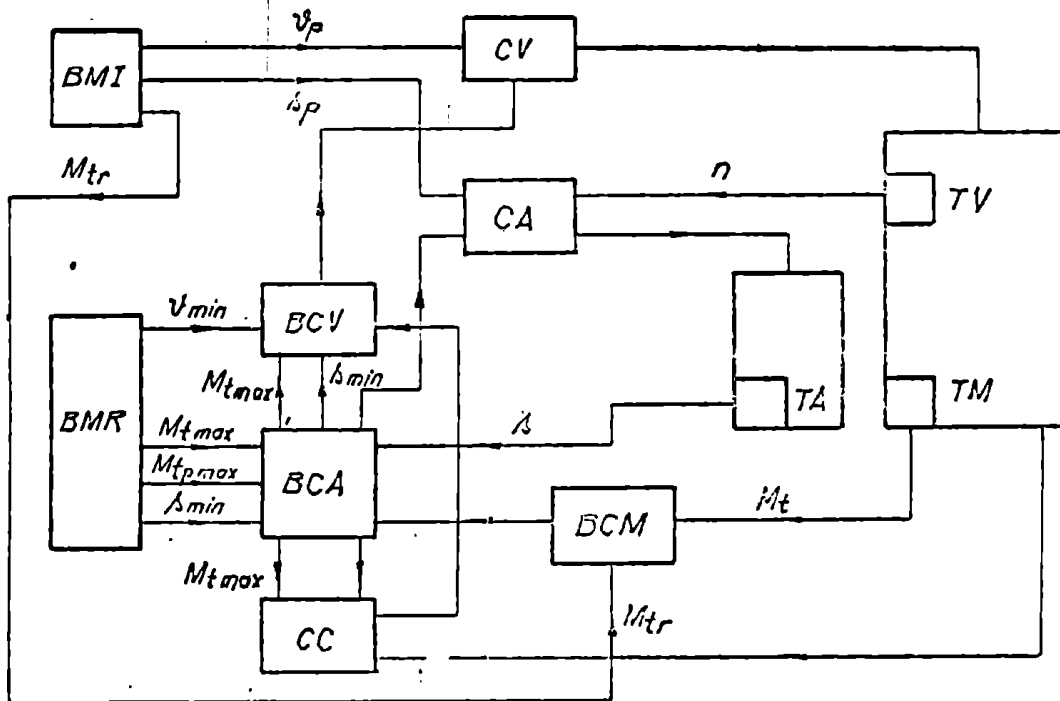 ϑp
CV
BMI
sp
Mtr
n
TV
CA
vmin
BCV
Mtmax
smin
BMR
Mtmax
Mtpmax
smin
BCA
s
TA
TM
BCM
Mt
Mtmax
CC
Mtr